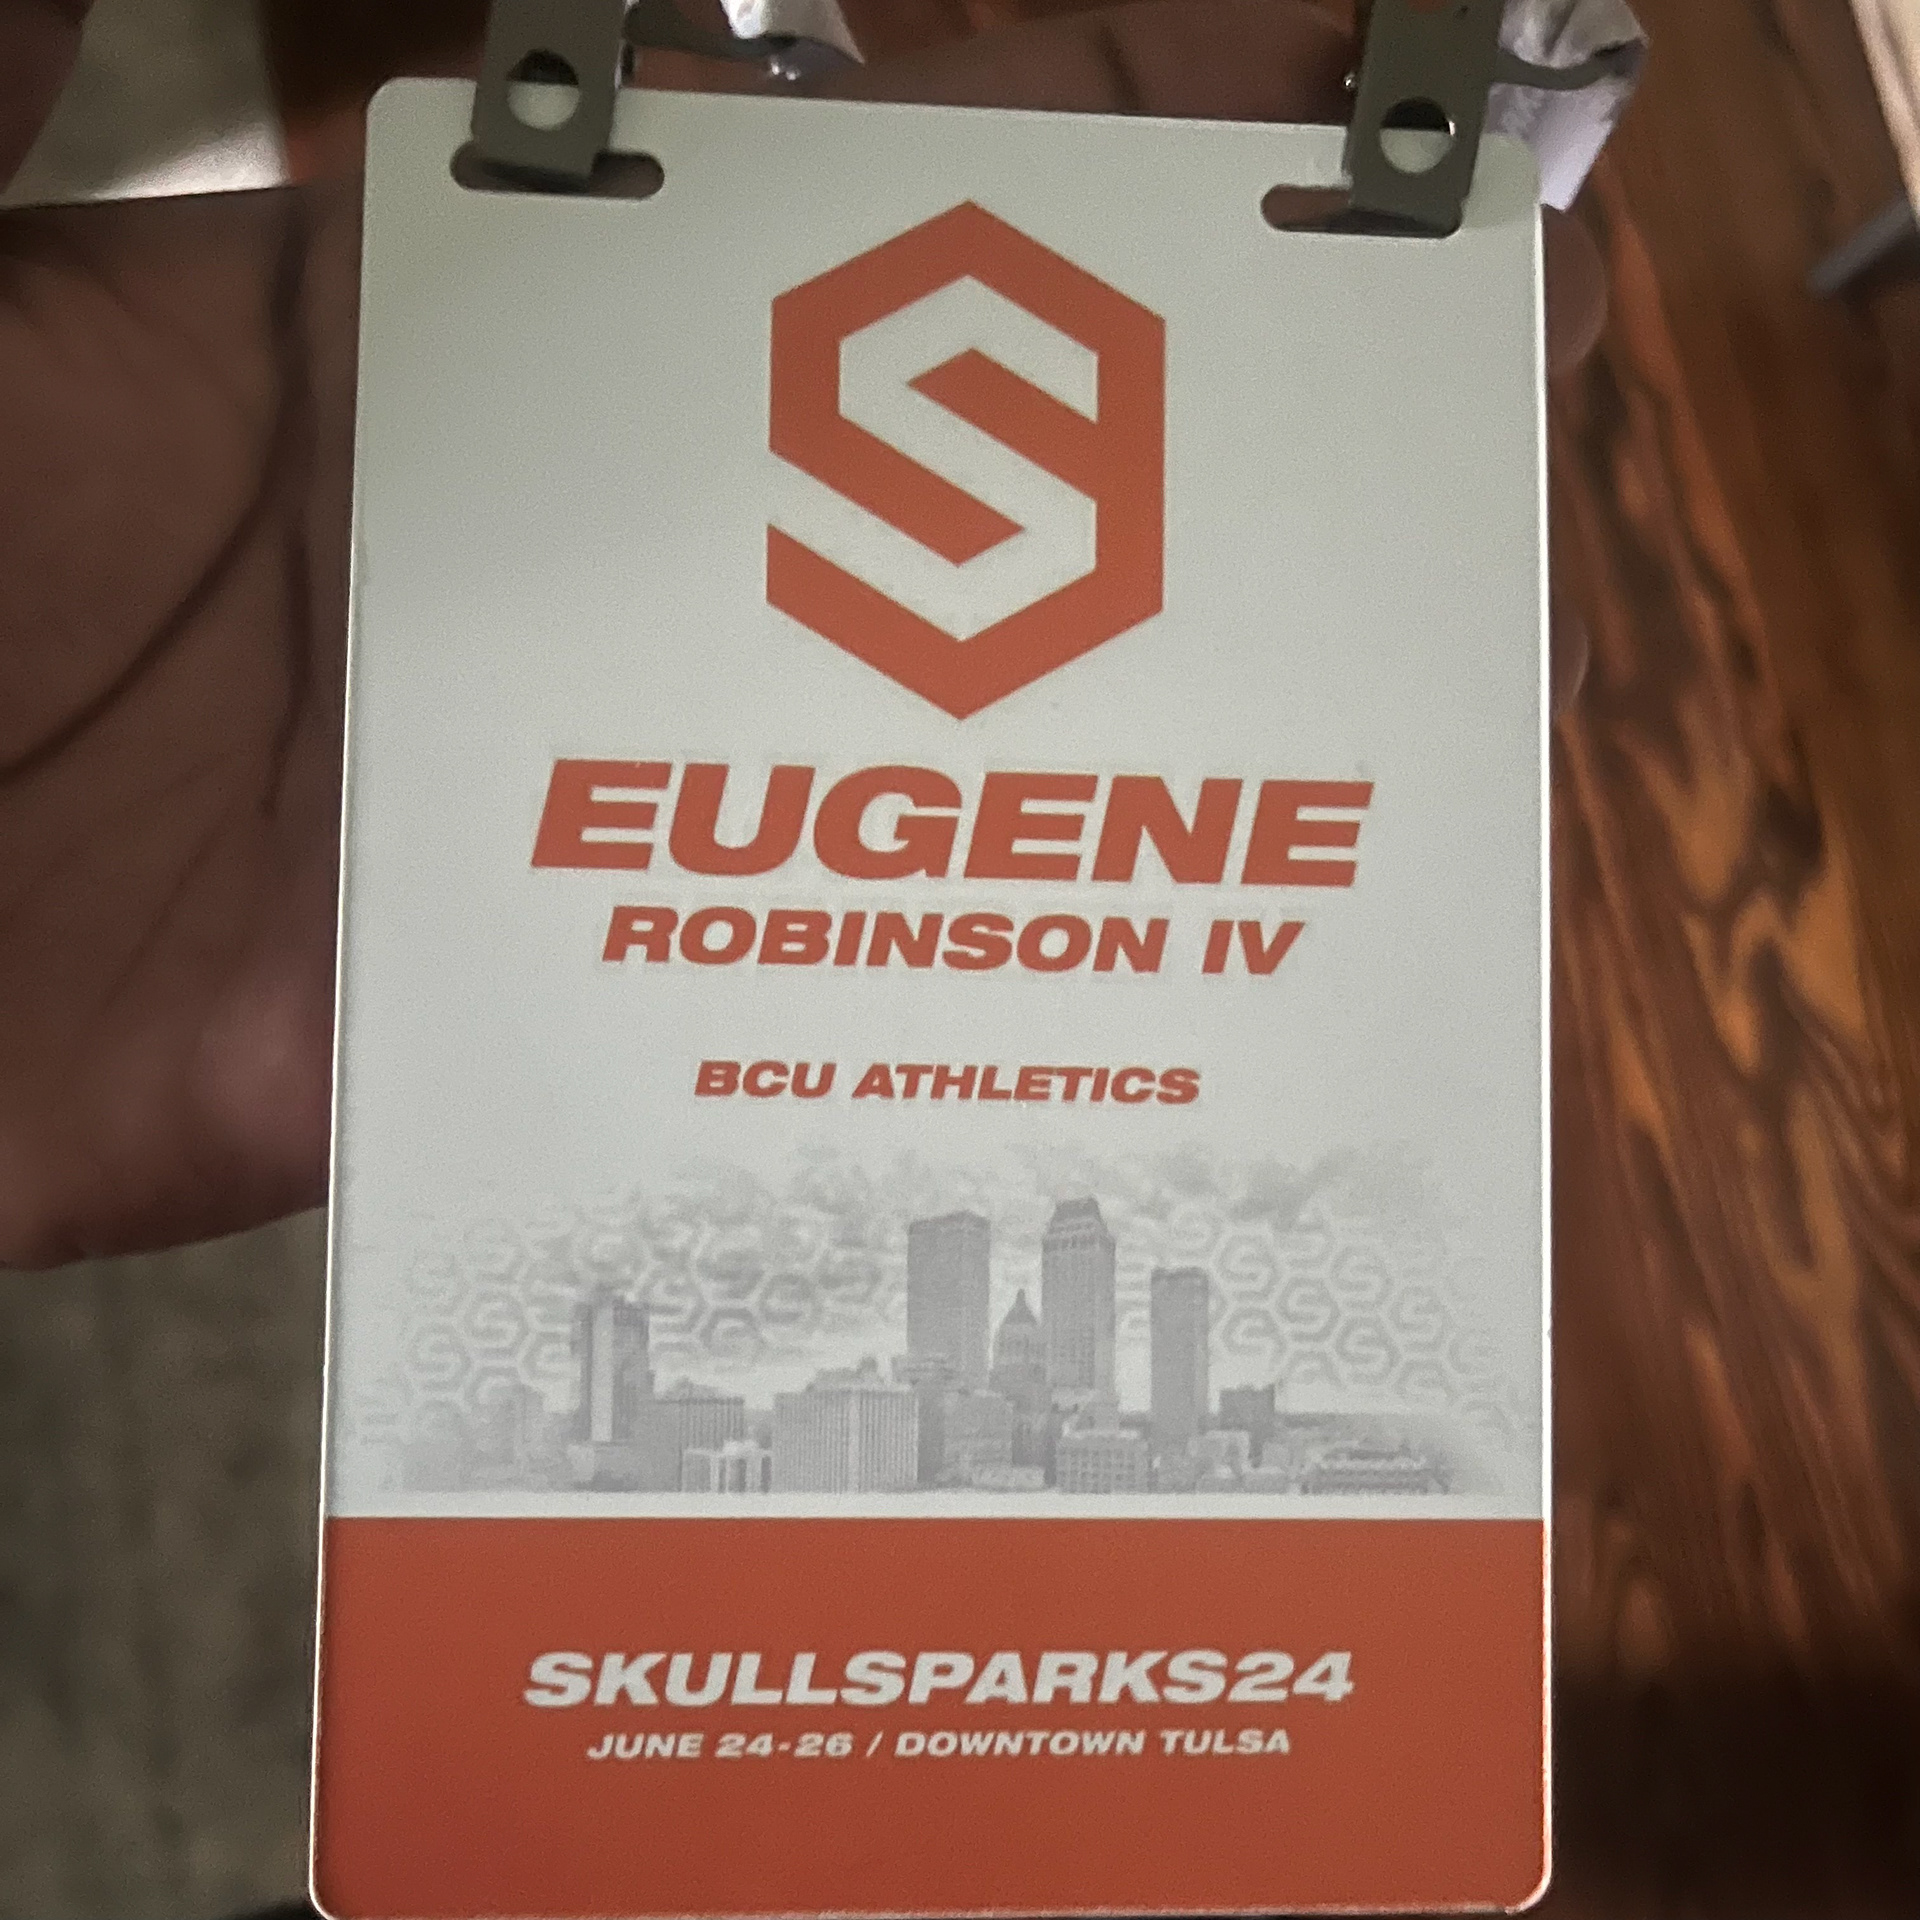 S
EUGENE
ROBINSON IV
BCU ATHLETICS
SKULLSPARKS24
JUNE 24-26 / DOWNTOWN TULSA